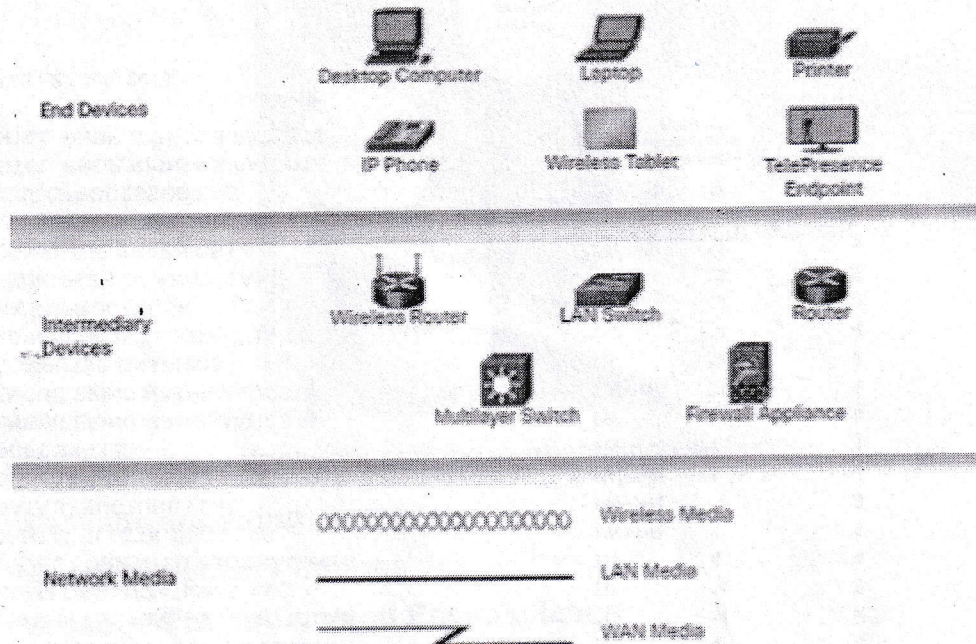 Desktop Computer
Laptop
Printer
End Devices
IP Phone
Wireless Tablet
TelePresence
Endpoint
Wireless Router
LAN Switch
Router
Intermediary
Devices
Multilayer Switch
Firewall Appliance
Wireless Media
Network Media
LAN Media
WAN Media